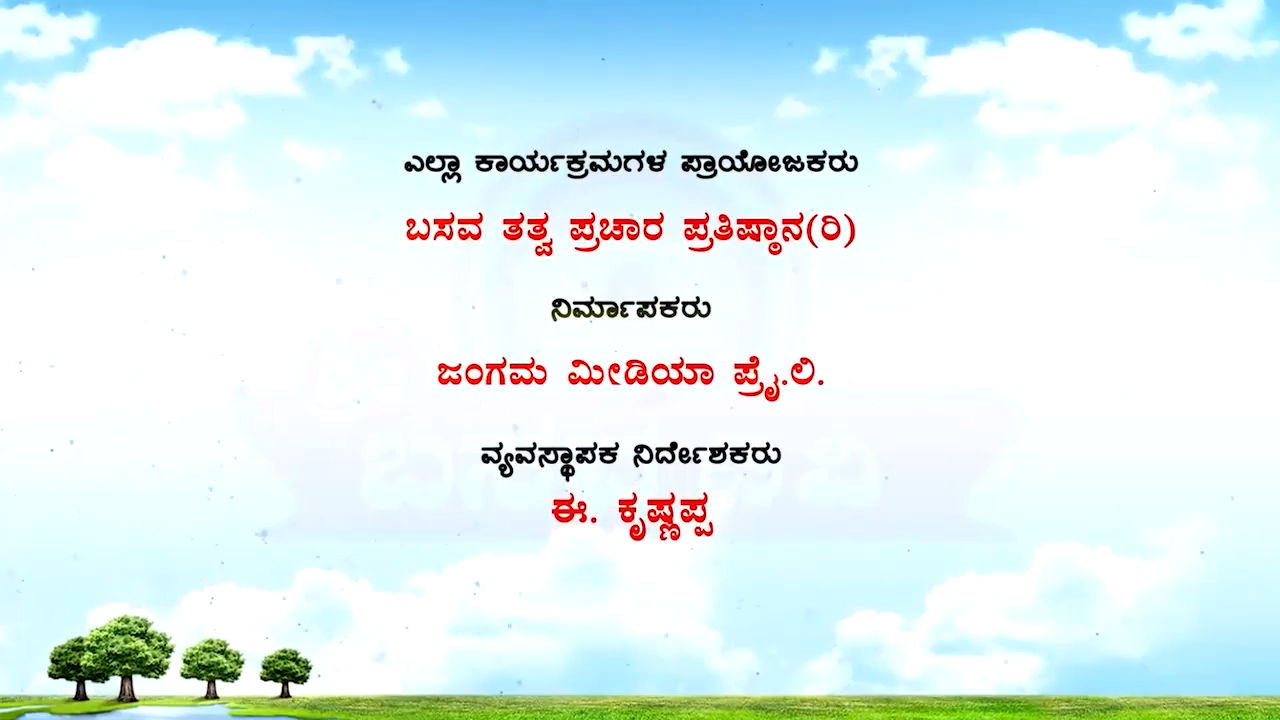 ಎಲ್ಲಾ ಕಾರ್ಯಕ್ರಮಗಳ ಪ್ರಾಯೋಜಕರು
ಬಸವ ತತ್ವ ಪ್ರಚಾರ ಪ್ರತಿಷ್ಠಾನ(ರಿ)
ನಿರ್ಮಾಪಕರು
ಜಂಗಮ ಮೀಡಿಯಾ ಪ್ರೈ.ಲಿ.
ವ್ಯವಸ್ಥಾಪಕ ನಿರ್ದೇಶಕರು
ಈ. ಕೃಷ್ಣಪ್ಪ